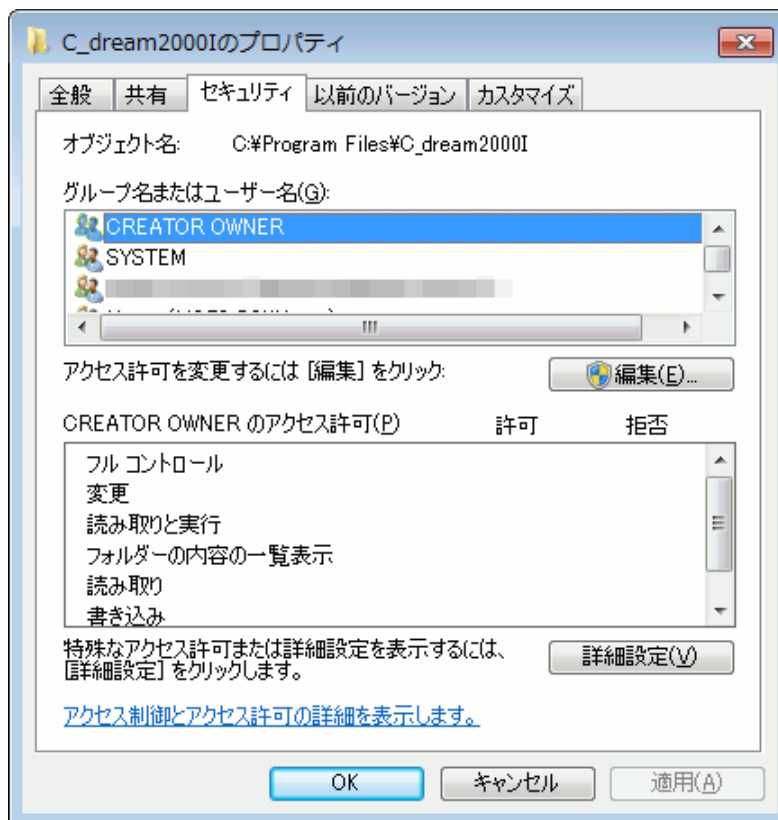 C_dream2000Iのプロパティ
全般 共有 セキュリティ 以前のバージョン カスタマイズ
オブジェクト名: C:¥Program Files¥C_dream2000I
グループ名またはユーザー名(G):
CREATOR OWNER
SYSTEM
アクセス許可を変更するには [編集] をクリック: 編集(E)...
CREATOR OWNER のアクセス許可(P) 許可 拒否
フル コントロール
変更
読み取りと実行
フォルダーの内容の一覧表示
読み取り
書き込み
特殊なアクセス許可または詳細設定を表示するには、
[詳細設定] をクリックします。 詳細設定(V)
アクセス制御とアクセス許可の詳細を表示します。
OK キャンセル 適用(A)